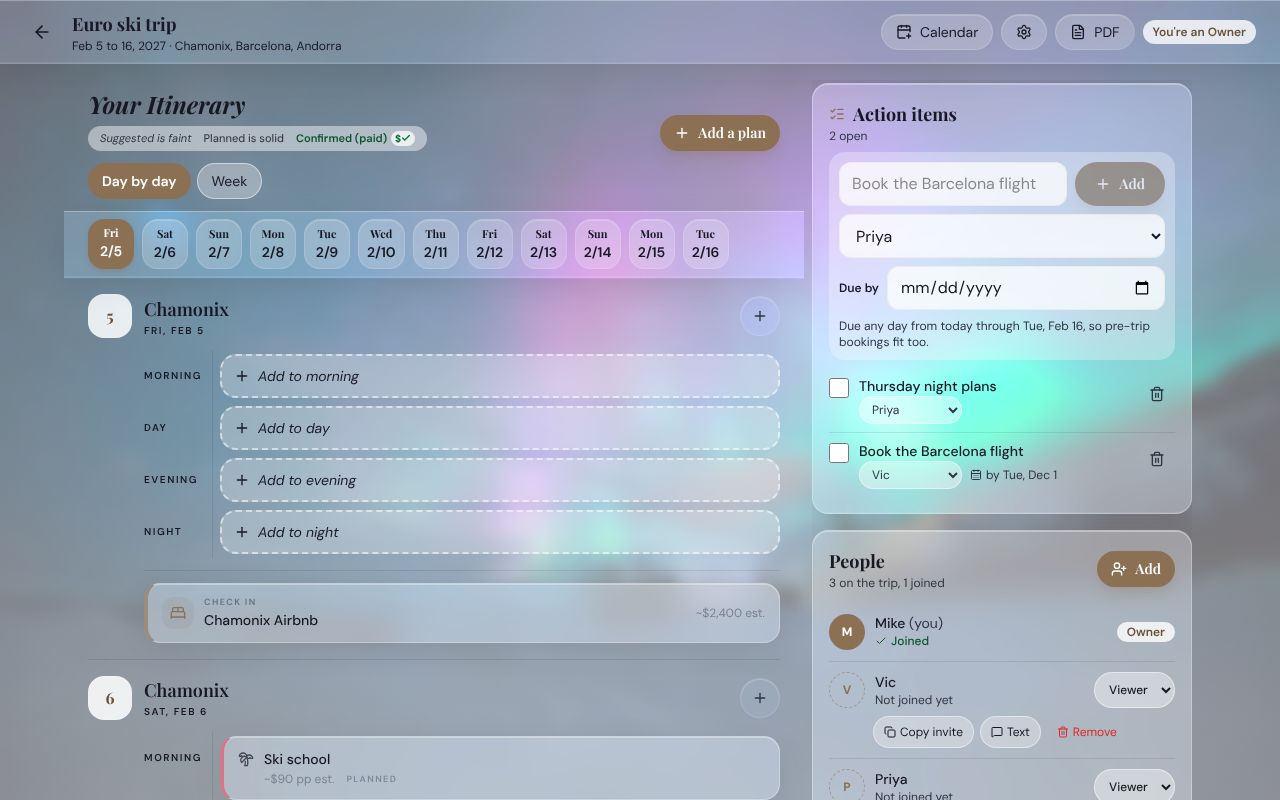 Euro ski trip
Feb 5 to 16, 2027 · Chamonix, Barcelona, Andorra
Calendar
PDF
You're an Owner
Your Itinerary
Suggested is faint Planned is solid Confirmed (paid) $✓
Add a plan
Day by day
Week
Fri 2/5
Sat 2/6
Sun 2/7
Mon 2/8
Tue 2/9
Wed 2/10
Thu 2/11
Fri 2/12
Sat 2/13
Sun 2/14
Mon 2/15
Tue 2/16
5
Chamonix
FRI, FEB 5
MORNING
Add to morning
DAY
Add to day
EVENING
Add to evening
NIGHT
Add to night
CHECK IN
Chamonix Airbnb
~$2,400 est.
6
Chamonix
SAT, FEB 6
MORNING
Ski school
~$90 pp est. PLANNED
Action items
2 open
Book the Barcelona flight
Add
Priya
Due by
mm/dd/yyyy
Due any day from today through Tue, Feb 16, so pre-trip
bookings fit too.
Thursday night plans
Priya
Book the Barcelona flight
Vic
by Tue, Dec 1
People
3 on the trip, 1 joined
Add
M
Mike (you)
Joined
Owner
V
Vic
Not joined yet
Viewer
Copy invite
Text
Remove
P
Priya
Not joined yet
Viewer